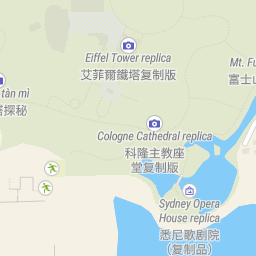 Eiffel Tower replica
艾菲爾鐵塔复制版
Mt. Fu
富士山
tàn mì
塔探秘
Cologne Cathedral replica
科隆主教座
堂复制版
Sydney Opera
House replica
悉尼歌剧院
（复制品）